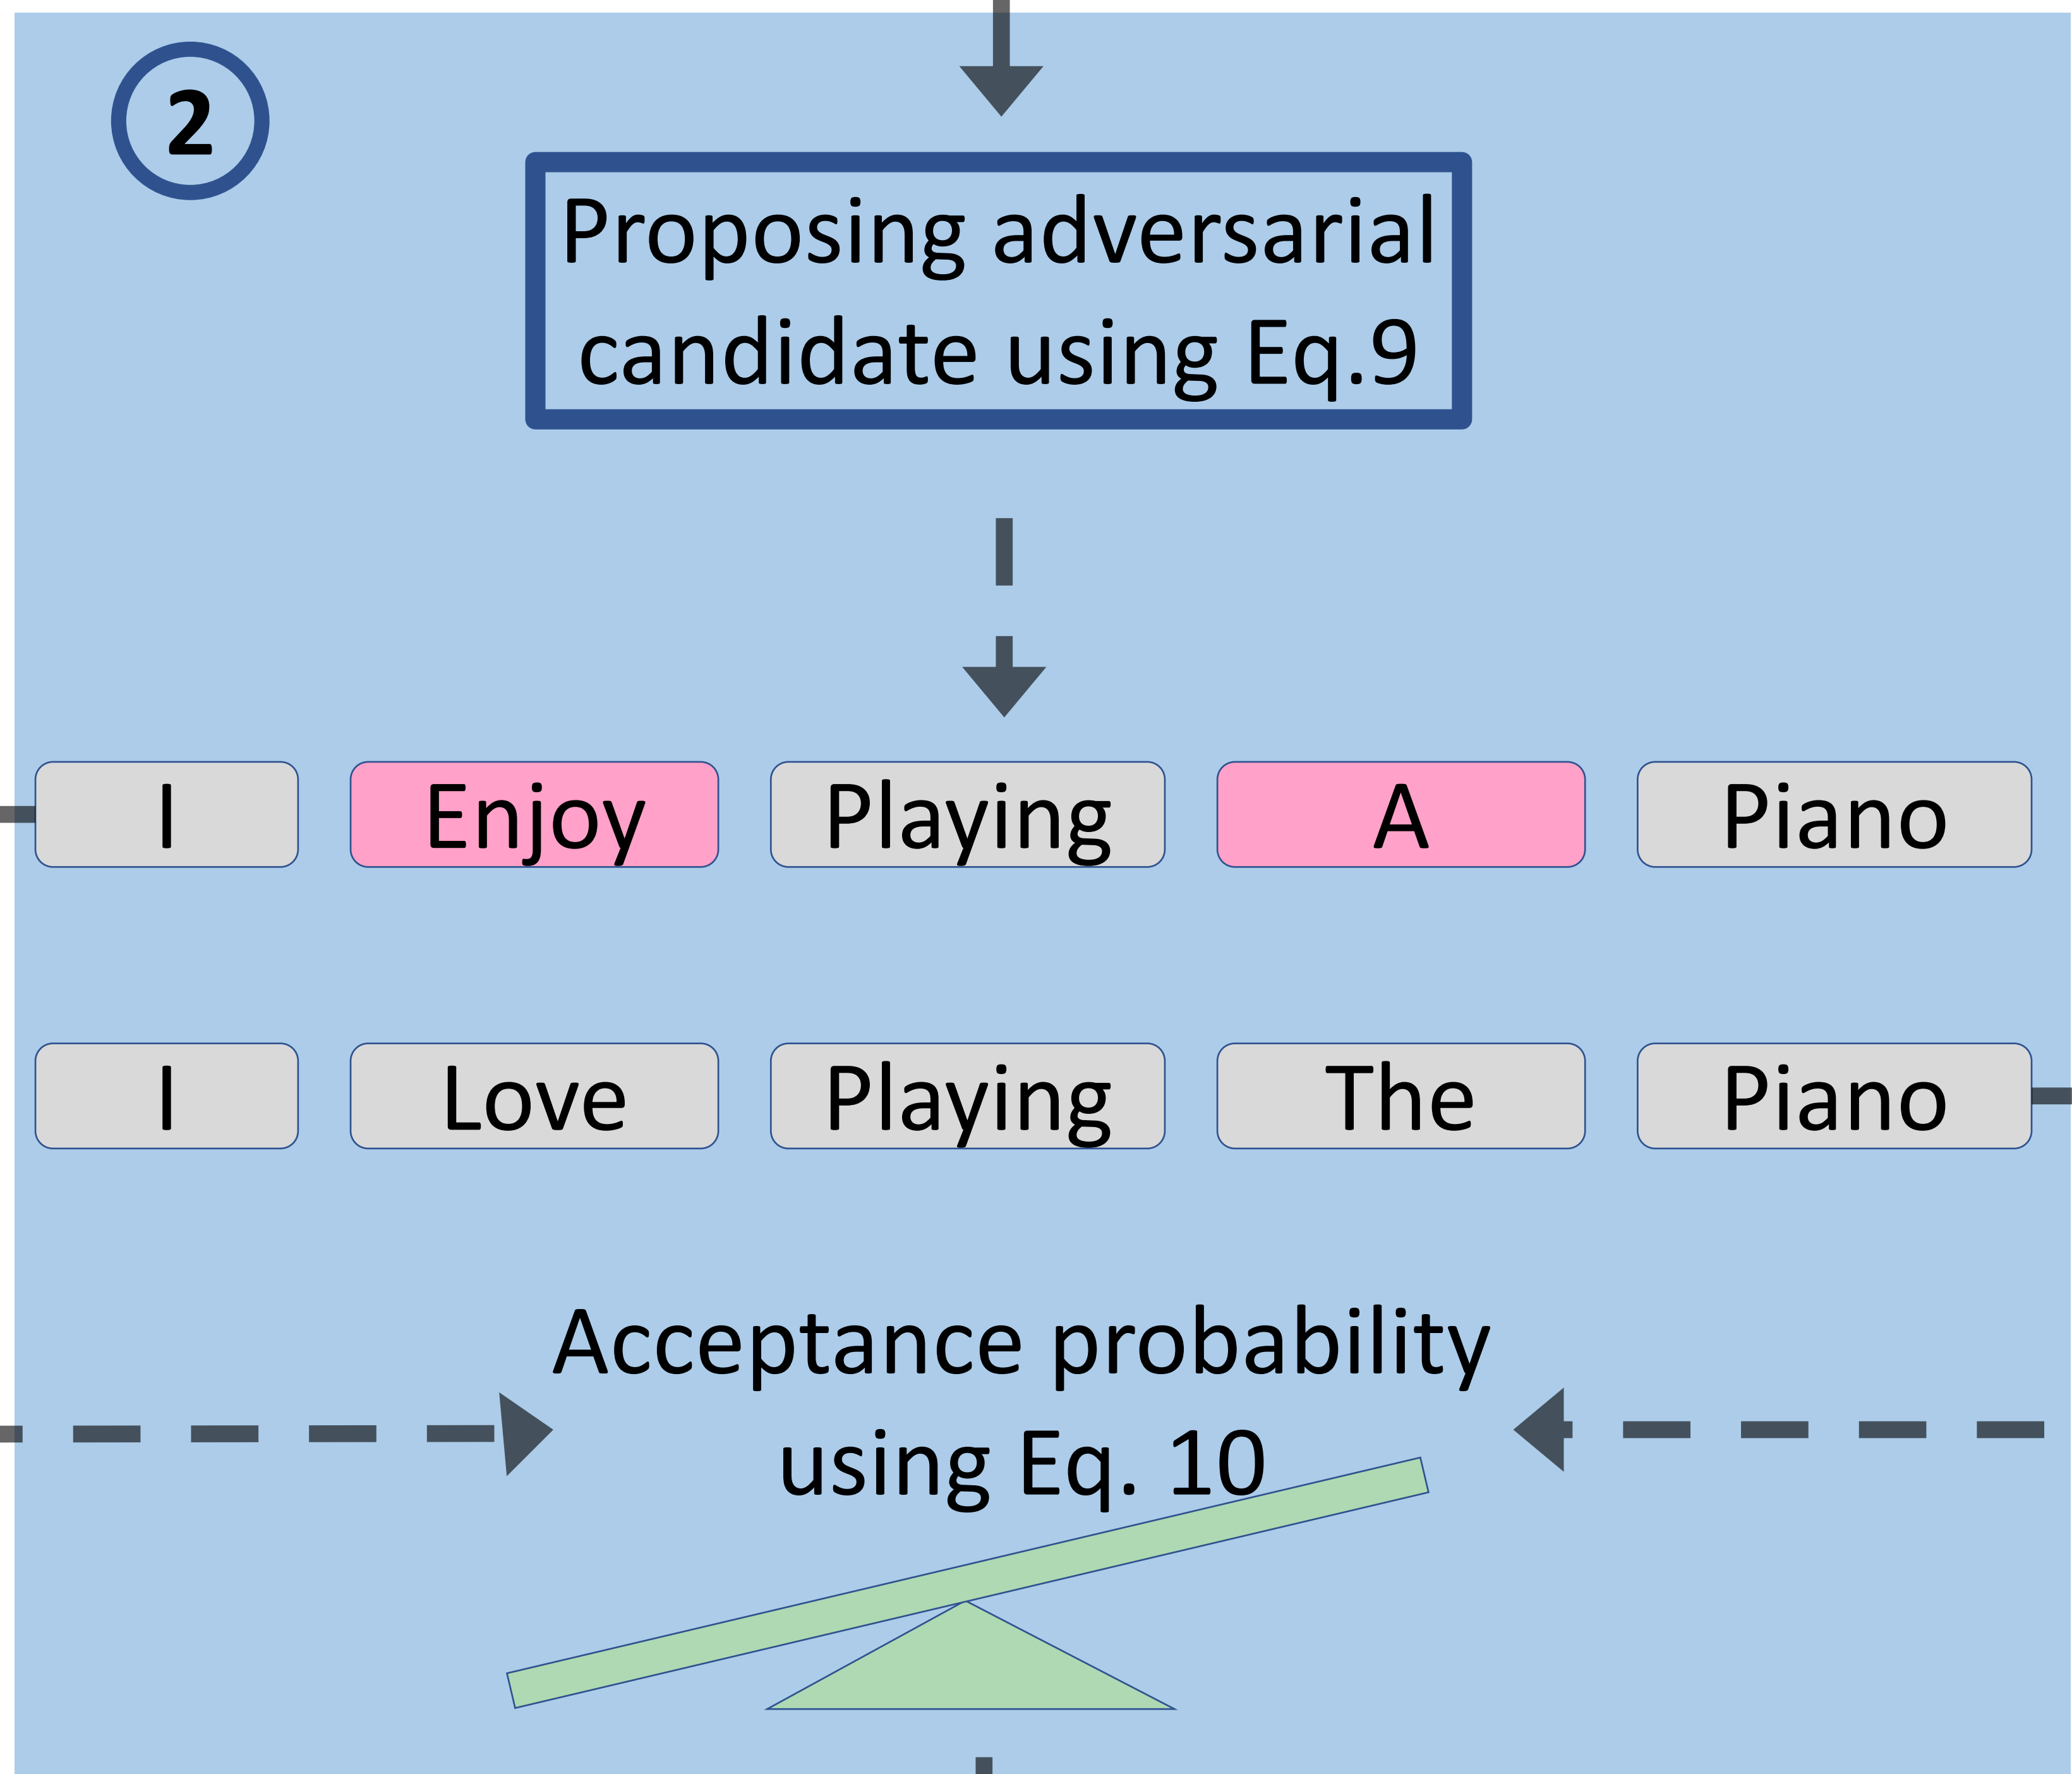 2
Proposing adversarial
candidate using Eq.9
I Enjoy Playing A Piano
I Love Playing The Piano
Acceptance probability
using Eq. 10